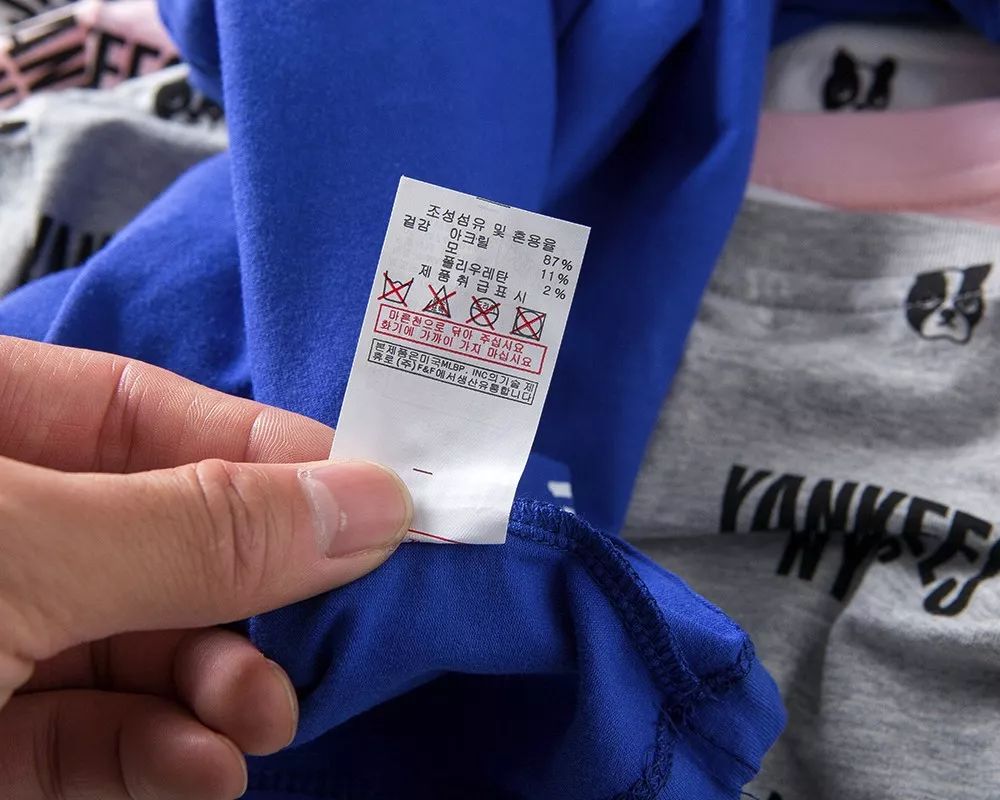 조성섬유 및 혼용율
겉감 아크릴 87%
모 11%
폴리우레탄 2%
제품취급표시
마른천으로 닦아 주십시요
화기에 가까이 가지 마십시요
본제품은미국MLBP, INC의기술 제
휴로(주)F&F에서생산유통합니다
YANKEES
NY